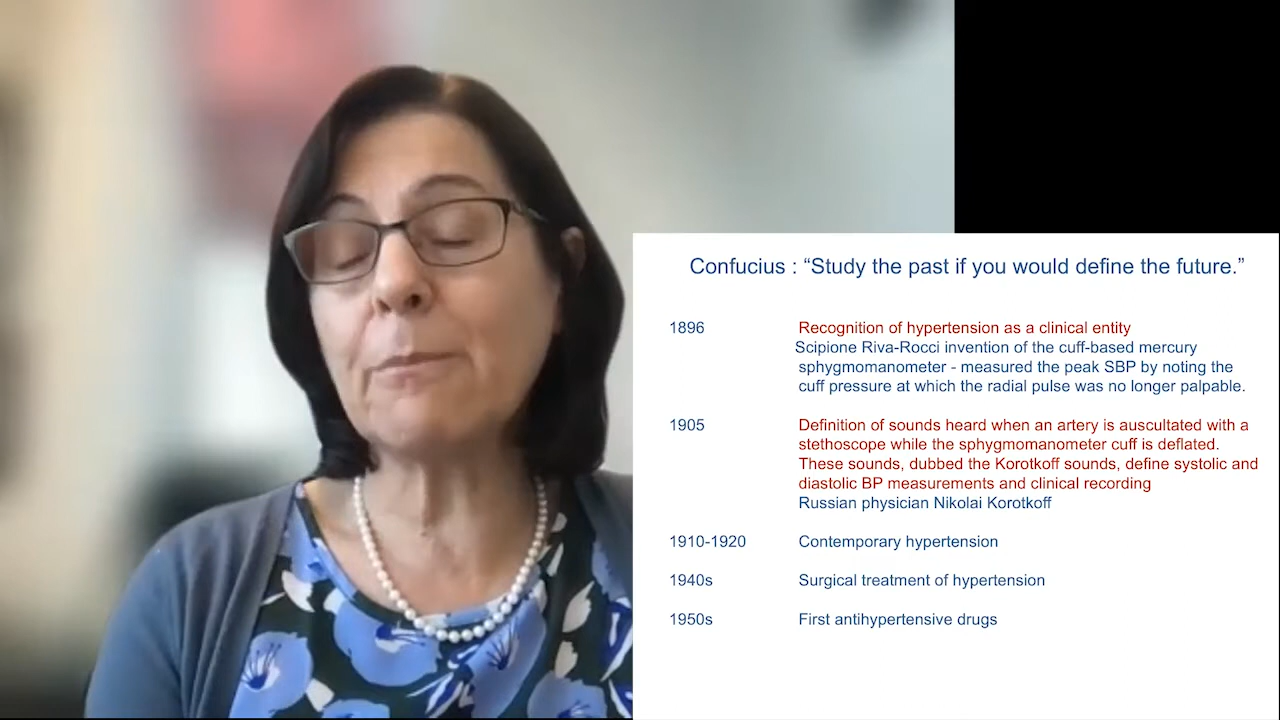 Confucius : “Study the past if you would define the future.”
1896 Recognition of hypertension as a clinical entity
Scipione Riva-Rocci invention of the cuff-based mercury
sphygmomanometer - measured the peak SBP by noting the
cuff pressure at which the radial pulse was no longer palpable.
1905 Definition of sounds heard when an artery is auscultated with a
stethoscope while the sphygmomanometer cuff is deflated.
These sounds, dubbed the Korotkoff sounds, define systolic and
diastolic BP measurements and clinical recording
Russian physician Nikolai Korotkoff
1910-1920 Contemporary hypertension
1940s Surgical treatment of hypertension
1950s First antihypertensive drugs